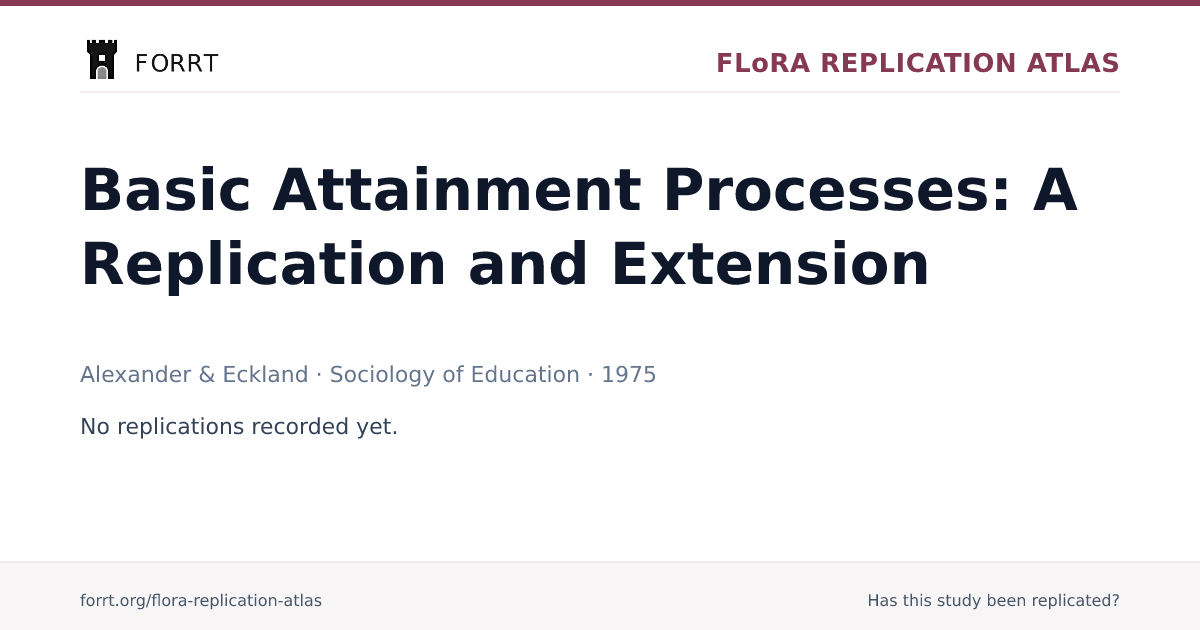 FORRT
FLoRA REPLICATION ATLAS
Basic Attainment Processes: A
Replication and Extension
Alexander & Eckland · Sociology of Education · 1975
No replications recorded yet.
forrt.org/flora-replication-atlas
Has this study been replicated?